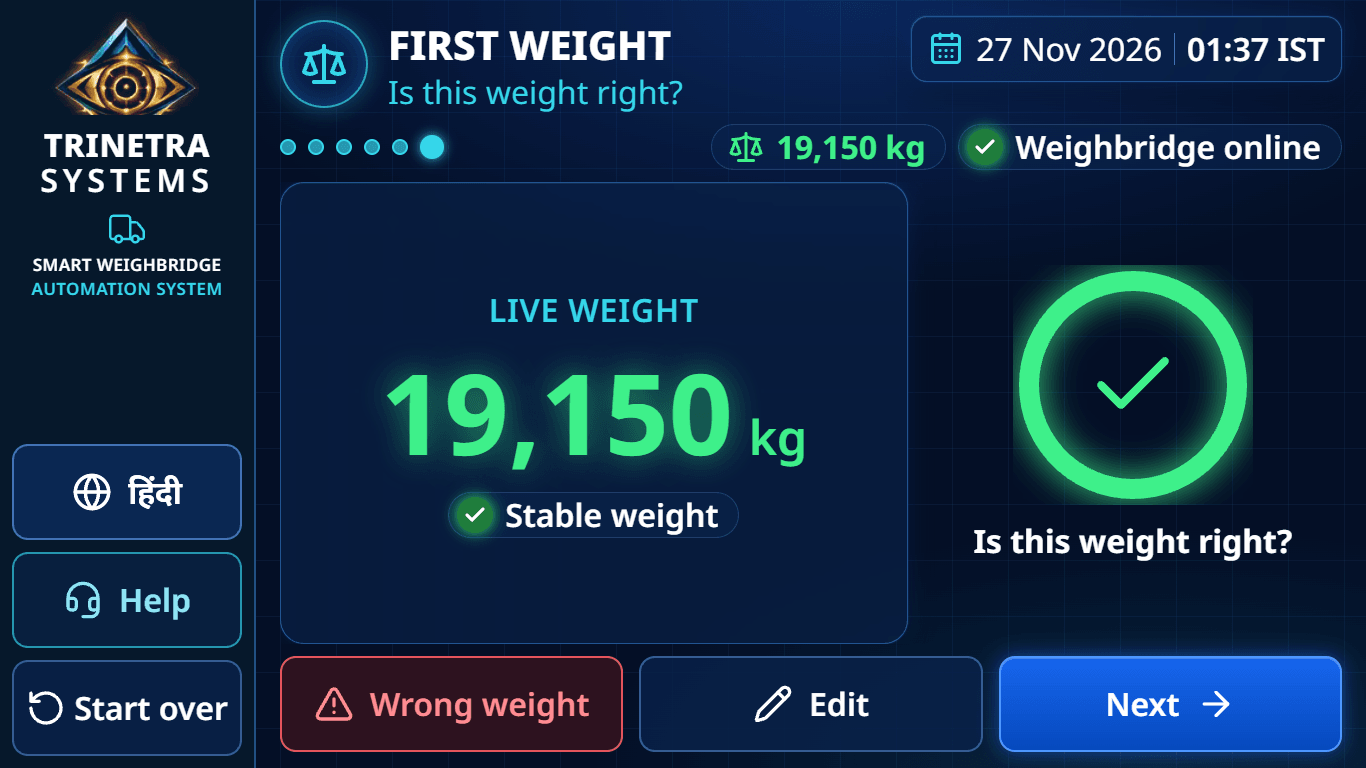 TRINETRA
SYSTEMS
SMART WEIGHBRIDGE
AUTOMATION SYSTEM
हिंदी
Help
Start over
FIRST WEIGHT
Is this weight right?
27 Nov 2026 01:37 IST
19,150 kg
Weighbridge online
LIVE WEIGHT
19,150 kg
Stable weight
Is this weight right?
Wrong weight
Edit
Next